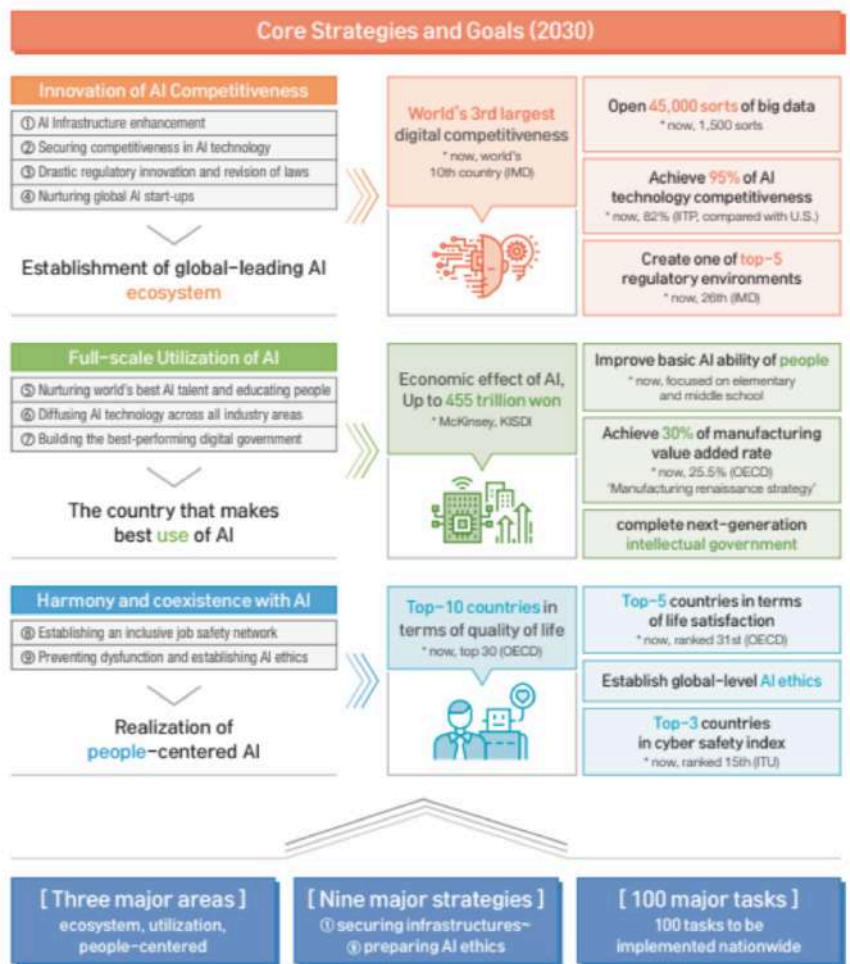 Core Strategies and Goals (2030)
Innovation of AI Competitiveness
① AI Infrastructure enhancement
② Securing competitiveness in AI technology
③ Drastic regulatory innovation and revision of laws
④ Nurturing global AI start-ups
Establishment of global-leading AI
ecosystem
World's 3rd largest
digital competitiveness
* now, world's
10th country (IMD)
Open 45,000 sorts of big data
* now, 1,500 sorts
Achieve 95% of AI
technology competitiveness
* now, 82% (IITP, compared with U.S.)
Create one of top-5
regulatory environments
* now, 26th (IMD)
Full-scale Utilization of AI
⑤ Nurturing world's best AI talent and educating people
⑥ Diffusing AI technology across all industry areas
⑦ Building the best-performing digital government
The country that makes
best use of AI
Economic effect of AI,
Up to 455 trillion won
* McKinsey, KISDI
Improve basic AI ability of people
* now, focused on elementary
and middle school
Achieve 30% of manufacturing
value added rate
* now, 25.5% (OECD)
'Manufacturing renaissance strategy'
complete next-generation
intellectual government
Harmony and coexistence with AI
⑧ Establishing an inclusive job safety network
⑨ Preventing dysfunction and establishing AI ethics
Realization of
people-centered AI
Top-10 countries in
terms of quality of life
* now, top 30 (OECD)
Top-5 countries in terms
of life satisfaction
* now, ranked 31st (OECD)
Establish global-level AI ethics
Top-3 countries
in cyber safety index
* now, ranked 15th (ITU)
[ Three major areas ]
ecosystem, utilization,
people-centered
[ Nine major strategies ]
① securing infrastructures~
⑨ preparing AI ethics
[ 100 major tasks ]
100 tasks to be
implemented nationwide